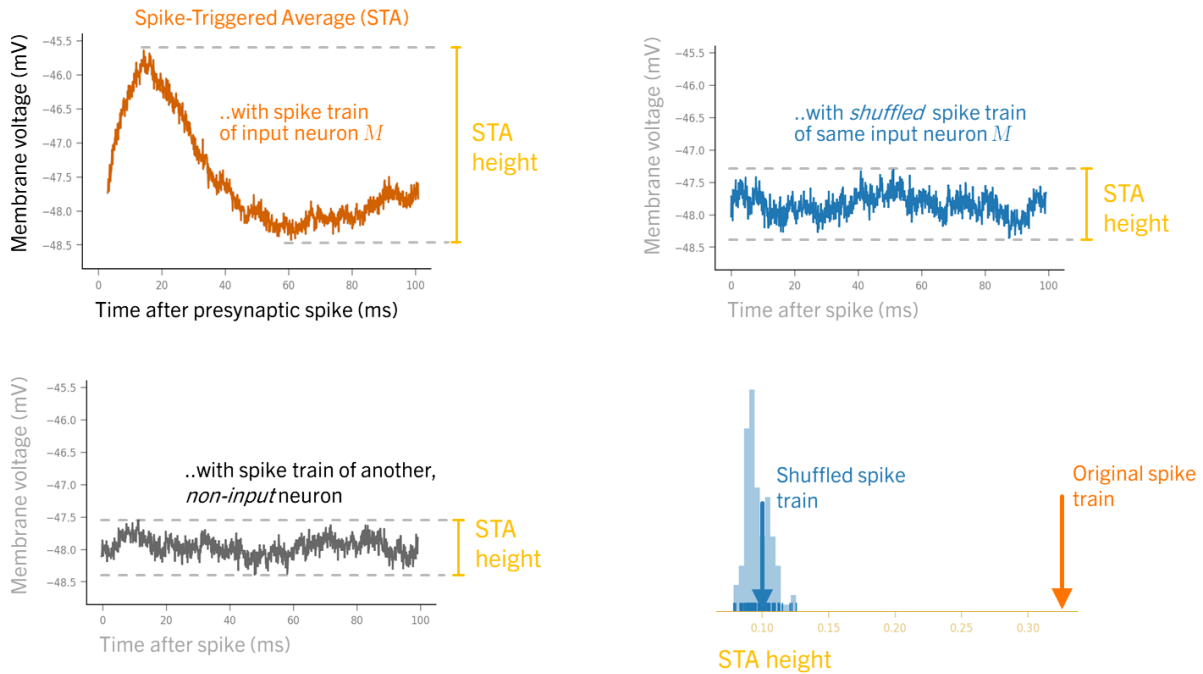 Spike-Triggered Average (STA)
Membrane voltage (mV)
−45.5
−46.0
−46.5
−47.0
−47.5
−48.0
−48.5
..with spike train
of input neuron M
STA
height
0
20
40
60
80
100
Time after presynaptic spike (ms)
Membrane voltage (mV)
−45.5
−46.0
−46.5
−47.0
−47.5
−48.0
−48.5
..with shuffled spike train
of same input neuron M
STA
height
0
20
40
60
80
100
Time after spike (ms)
Membrane voltage (mV)
−45.5
−46.0
−46.5
−47.0
−47.5
−48.0
−48.5
..with spike train of another,
non-input neuron
STA
height
0
20
40
60
80
100
Time after spike (ms)
Shuffled spike
train
Original spike
train
0.10
0.15
0.20
0.25
0.30
STA height